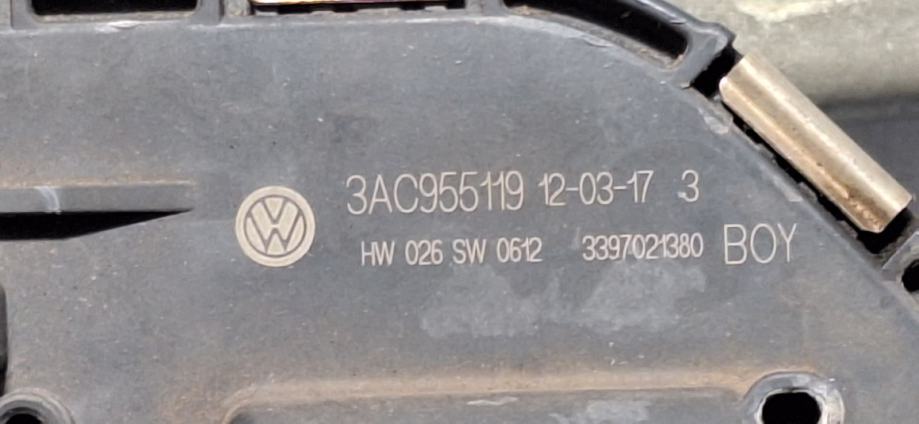 3AC955119 12-03-17 3
HW 026 SW 0612 3397021380 BOY